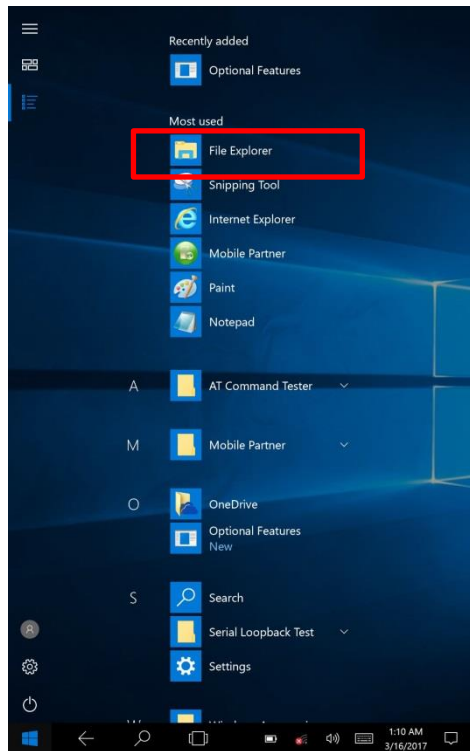 Recently added
Optional Features
Most used
File Explorer
Snipping Tool
Internet Explorer
Mobile Partner
Paint
Notepad
A
AT Command Tester
M
Mobile Partner
O
OneDrive
Optional Features
New
S
Search
Serial Loopback Test
Settings
1:10 AM
3/16/2017